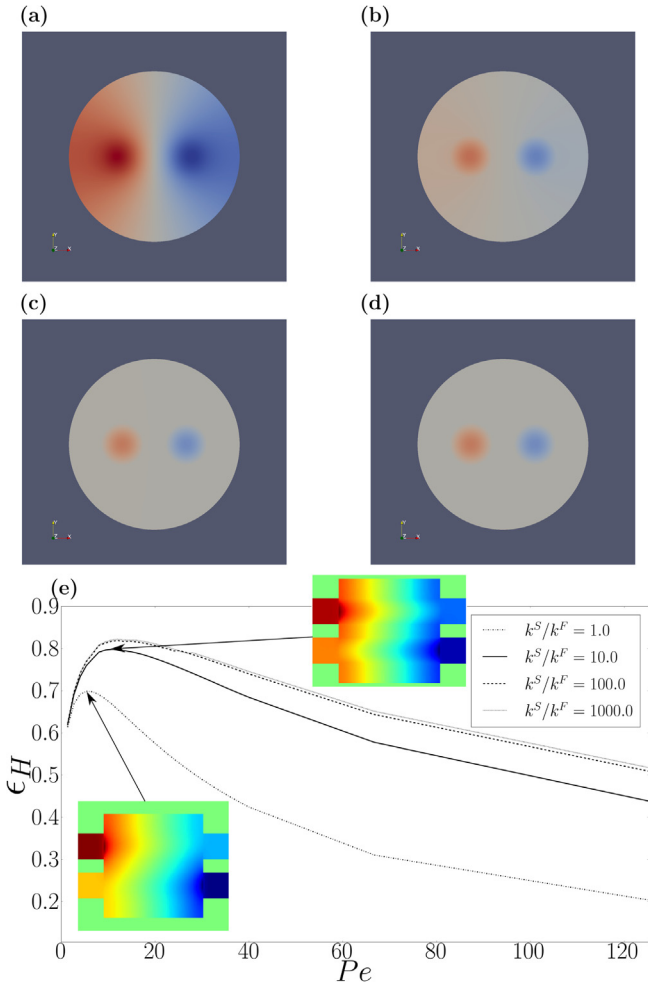 (a) (b)
(c) (d)
(e)
0.9
0.8
0.7
0.6
0.5
0.4
0.3
0.2
ϵ_H
k^S/k^F = 1.0
k^S/k^F = 10.0
k^S/k^F = 100.0
k^S/k^F = 1000.0
0 20 40 60 80 100 120
Pe